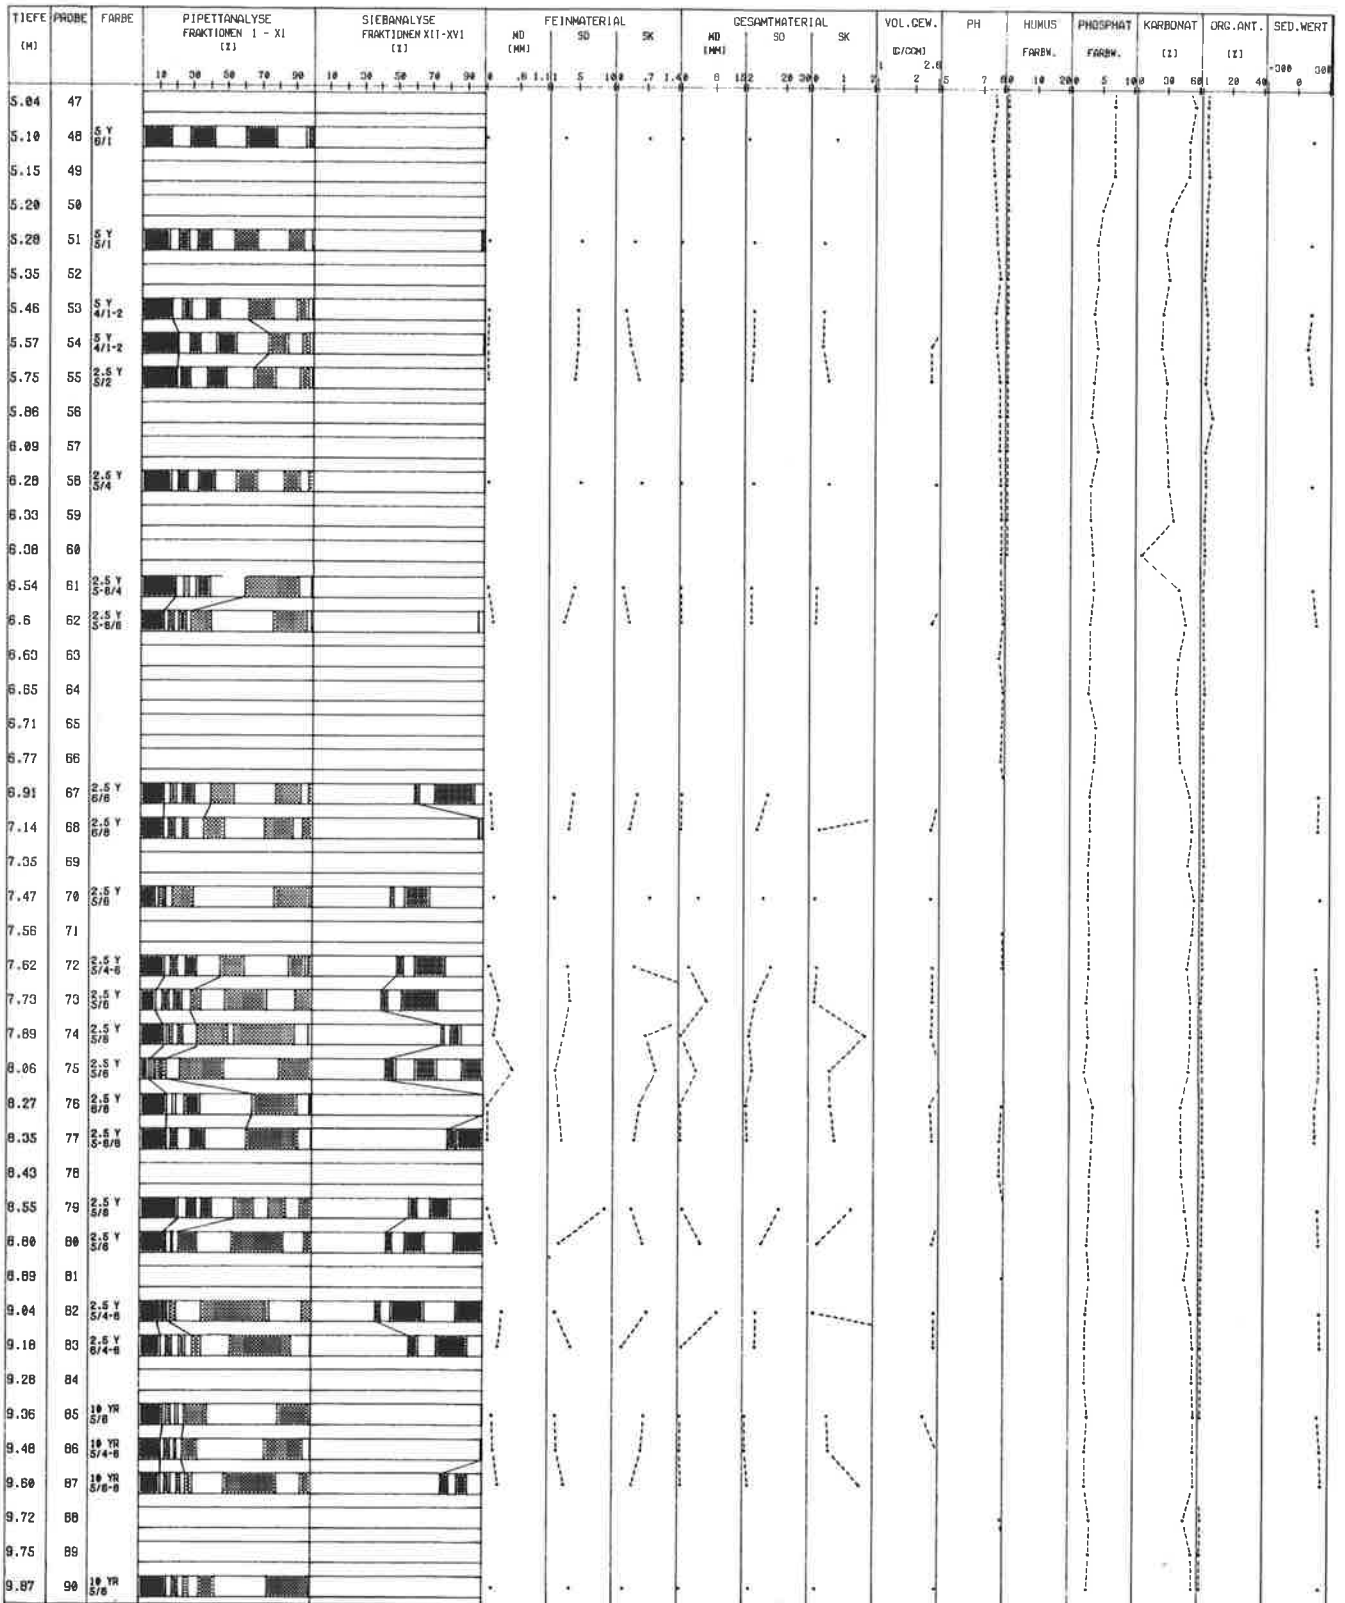 TIEFE PROBE FARBE PIPETTANALYSE SIEBANALYSE FEINMATERIAL GESAMTMATERIAL VOL.GEW. PH HUMUS PHOSPHAT KARBONAT ORG.ANT. SED.WERT
FRAKTIONEN I - XI FRAKTIONEN XII-XVI MD SD SK MD SD SK
(M) [%] [%] [MM] [MM] [G/CCM] FARBW. FARBW. [%] [%]
10 30 50 70 90 10 30 50 70 90
5.04 47
5.10 48 5 Y 6/1
5.15 49
5.20 50
5.28 51 5 Y 5/1
5.35 52
5.46 53 5 Y 4/1-2
5.57 54 5 Y 4/1-2
5.75 55 2.5 Y 5/2
5.86 56
6.09 57
6.28 58 2.5 Y 5/4
6.33 59
6.38 60
6.54 61 2.5 Y 5-6/4
6.6 62 2.5 Y 5-6/6
6.63 63
6.65 64
6.71 65
6.77 66
6.91 67 2.5 Y 6/6
7.14 68 2.5 Y
7.35 69
7.47 70 2.5 Y 5/6
7.56 71
7.62 72 2.5 Y 5/4-6
7.73 73 2.5 Y 5/6
7.89 74 2.5 Y 5/6
8.06 75 2.5 Y 5/6
8.27 76 2.5 Y
8.35 77 2.5 Y
8.43 78
8.55 79 2.5 Y 5/6
8.80 80 2.5 Y 5/6
8.89 81
9.04 82 2.5 Y 5/4-6
9.18 83 2.5 Y 6/4-6
9.28 84
9.36 85 10 YR 5/6
9.48 86 10 YR 5/4-6
9.60 87 10 YR
9.72 88
9.75 89
9.87 90 10 YR 5/6